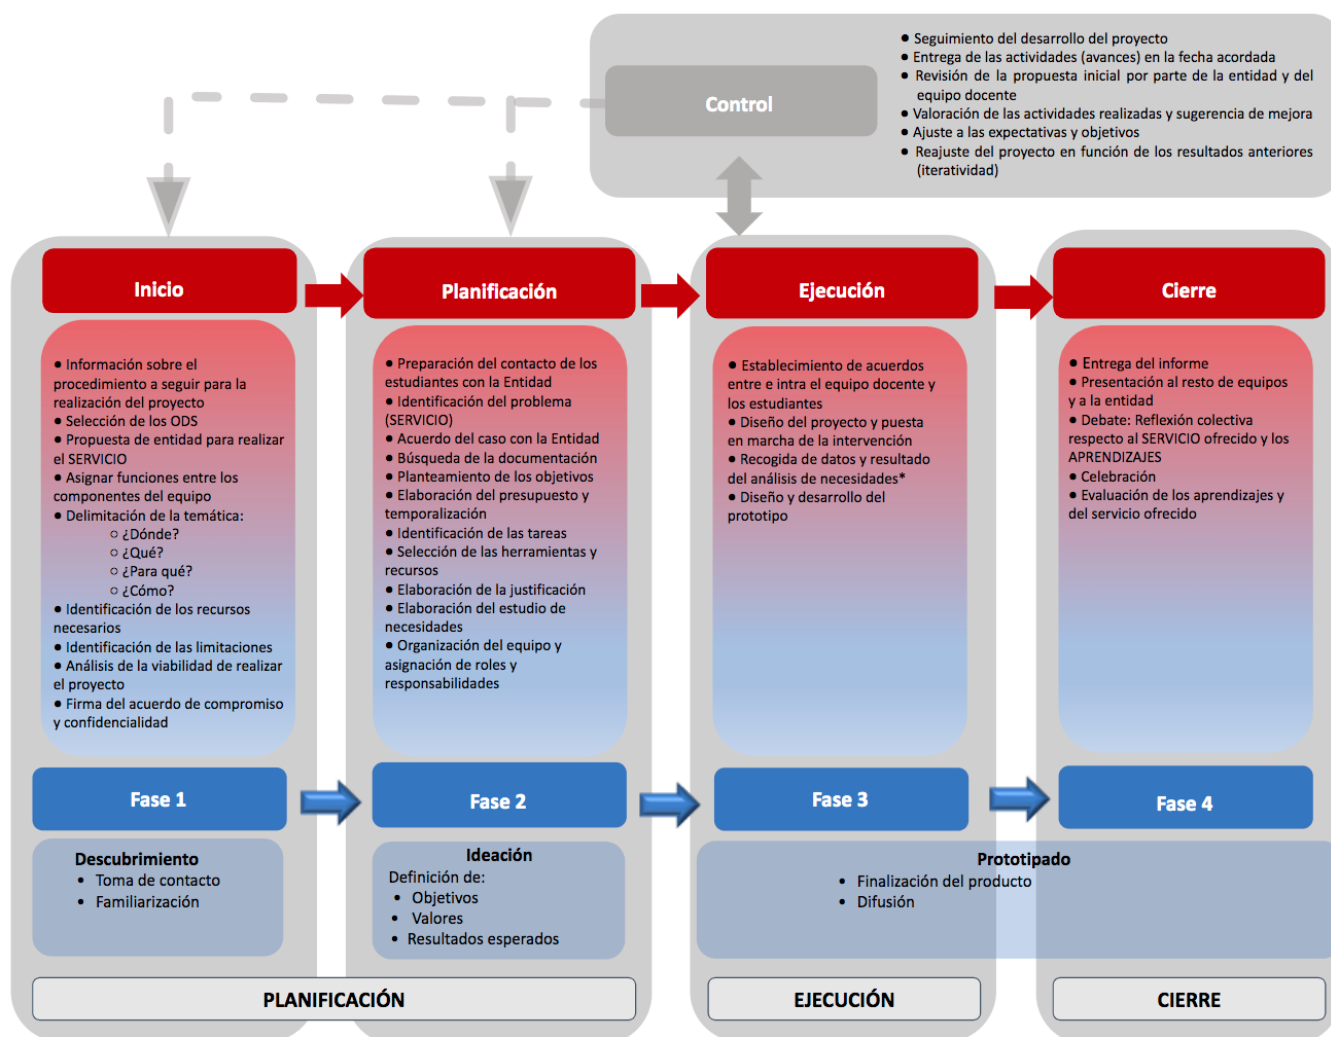 Control
● Seguimiento del desarrollo del proyecto
● Entrega de las actividades (avances) en la fecha acordada
● Revisión de la propuesta inicial por parte de la entidad y del
equipo docente
● Valoración de las actividades realizadas y sugerencia de mejora
● Ajuste a las expectativas y objetivos
● Reajuste del proyecto en función de los resultados anteriores
(iteratividad)
Inicio
● Información sobre el
procedimiento a seguir para la
realización del proyecto
● Selección de los ODS
● Propuesta de entidad para realizar
el SERVICIO
● Asignar funciones entre los
componentes del equipo
● Delimitación de la temática:
○ ¿Dónde?
○ ¿Qué?
○ ¿Para qué?
○ ¿Cómo?
● Identificación de los recursos
necesarios
● Identificación de las limitaciones
● Análisis de la viabilidad de realizar
el proyecto
● Firma del acuerdo de compromiso
y confidencialidad
Planificación
● Preparación del contacto de los
estudiantes con la Entidad
● Identificación del problema
(SERVICIO)
● Acuerdo del caso con la Entidad
● Búsqueda de la documentación
● Planteamiento de los objetivos
● Elaboración del presupuesto y
temporalización
● Identificación de las tareas
● Selección de las herramientas y
recursos
● Elaboración de la justificación
● Elaboración del estudio de
necesidades
● Organización del equipo y
asignación de roles y
responsabilidades
Ejecución
● Establecimiento de acuerdos
entre e intra el equipo docente y
los estudiantes
● Diseño del proyecto y puesta
en marcha de la intervención
● Recogida de datos y resultado
del análisis de necesidades*
● Diseño y desarrollo del
prototipo
Cierre
● Entrega del informe
● Presentación al resto de equipos
y a la entidad
● Debate: Reflexión colectiva
respecto al SERVICIO ofrecido y los
APRENDIZAJES
● Celebración
● Evaluación de los aprendizajes y
del servicio ofrecido
Fase 1
Fase 2
Fase 3
Fase 4
Descubrimiento
• Toma de contacto
• Familiarización
Ideación
Definición de:
• Objetivos
• Valores
• Resultados esperados
Prototipado
• Finalización del producto
• Difusión
PLANIFICACIÓN
EJECUCIÓN
CIERRE